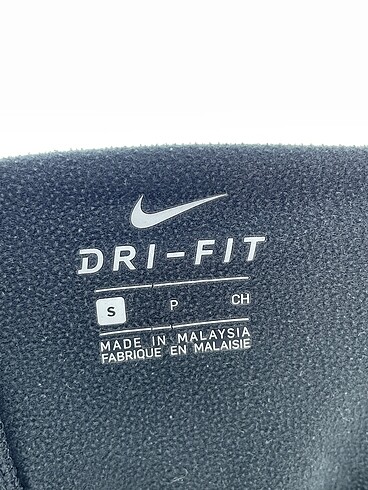 DRI-FIT
S P CH
MADE IN MALAYSIA
FABRIQUE EN MALAISIE